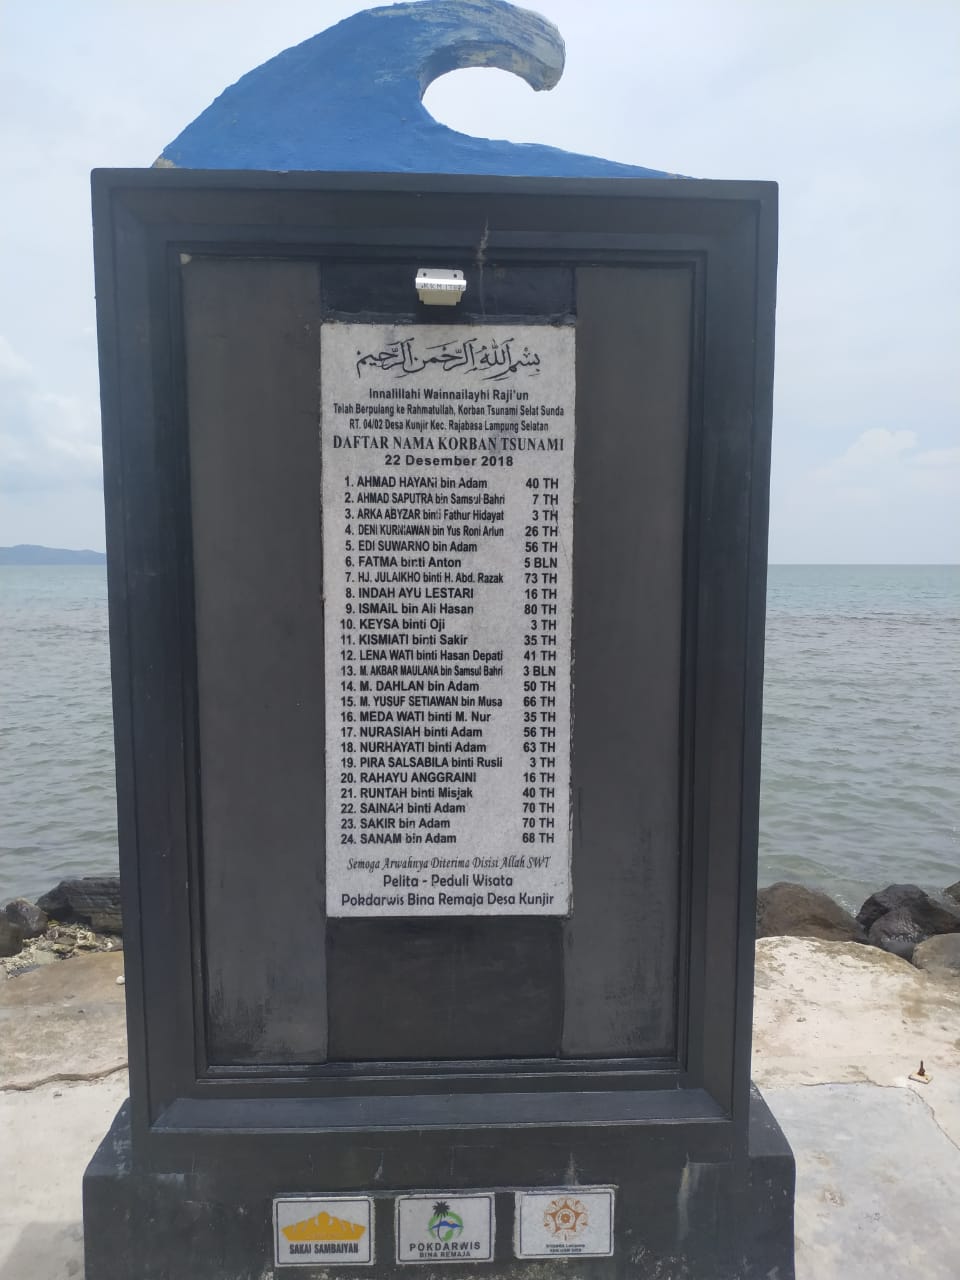 بسم الله الرحمن الرحيم
Innalillahi Wainnailayhi Raji'un
Telah Berpulang ke Rahmatullah, Korban Tsunami Selat Sunda
RT. 04/02 Desa Kunjir Kec. Rajabasa Lampung Selatan
DAFTAR NAMA KORBAN TSUNAMI
22 Desember 2018
1. AHMAD HAYANi bin Adam 40 TH
2. AHMAD SAPUTRA bin Samsul Bahri 7 TH
3. ARKA ABYZAR binti Fathur Hidayat 3 TH
4. DENI KURNIAWAN bin Yus Roni Arlun 26 TH
5. EDI SUWARNO bin Adam 56 TH
6. FATMA binti Anton 5 BLN
7. HJ. JULAIKHO binti H. Abd. Razak 73 TH
8. INDAH AYU LESTARI 16 TH
9. ISMAIL bin Ali Hasan 80 TH
10. KEYSA binti Oji 3 TH
11. KISMIATI binti Sakir 35 TH
12. LENA WATI binti Hasan Depati 41 TH
13. M. AKBAR MAULANA bin Samsul Bahri 3 BLN
14. M. DAHLAN bin Adam 50 TH
15. M. YUSUF SETIAWAN bin Musa 66 TH
16. MEDA WATI binti M. Nur 35 TH
17. NURASIAH binti Adam 56 TH
18. NURHAYATI binti Adam 63 TH
19. PIRA SALSABILA binti Rusli 3 TH
20. RAHAYU ANGGRAINI 16 TH
21. RUNTAH binti Misjak 40 TH
22. SAINAH binti Adam 70 TH
23. SAKIR bin Adam 70 TH
24. SANAM bin Adam 68 TH
Semoga Arwahnya Diterima Disisi Allah SWT
Pelita - Peduli Wisata
Pokdarwis Bina Remaja Desa Kunjir
SAKAI SAMBAIYAN
POKDARWIS
BINA REMAJA